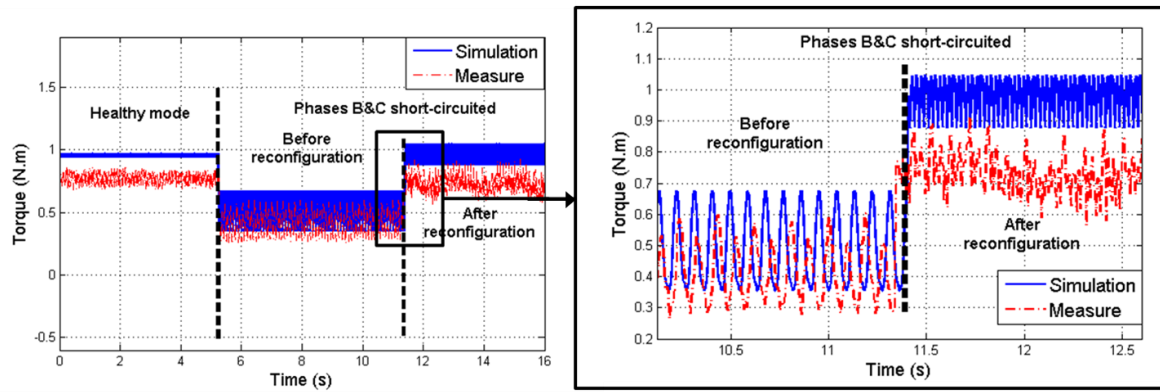 Simulation
Measure
Healthy mode
Phases B&C short-circuited
Before
reconfiguration
After
reconfiguration
Torque (N.m)
1.5
1
0.5
0
-0.5
0 2 4 6 8 10 12 14 16
Time (s)
Phases B&C short-circuited
Before
reconfiguration
After
reconfiguration
Simulation
Measure
Torque (N.m)
1.2
1.1
1
0.9
0.8
0.7
0.6
0.5
0.4
0.3
0.2
10.5 11 11.5 12 12.5
Time (s)